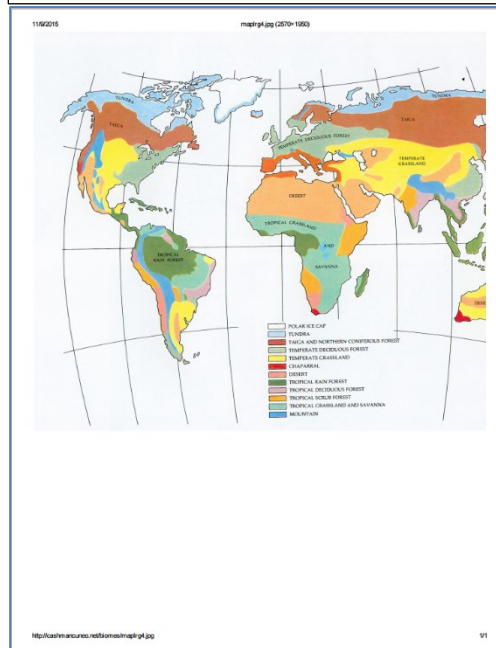 11/9/2015
maplrg4.jpg (2570×1950)
TUNDRA
TUNDRA
TAIGA
TAIGA
TEMPERATE DECIDUOUS FOREST
TEMPERATE
GRASSLAND
DESERT
TROPICAL GRASSLAND
AND
SAVANNA
TROPICAL
RAIN FOREST
POLAR ICE CAP
TUNDRA
TAIGA AND NORTHERN CONIFEROUS FOREST
TEMPERATE DECIDUOUS FOREST
TEMPERATE GRASSLAND
CHAPARRAL
DESERT
TROPICAL RAIN FOREST
TROPICAL DECIDUOUS FOREST
TROPICAL SCRUB FOREST
TROPICAL GRASSLAND AND SAVANNA
MOUNTAIN
http://cashmancuneo.net/biomes/maplrg4.jpg
1/1